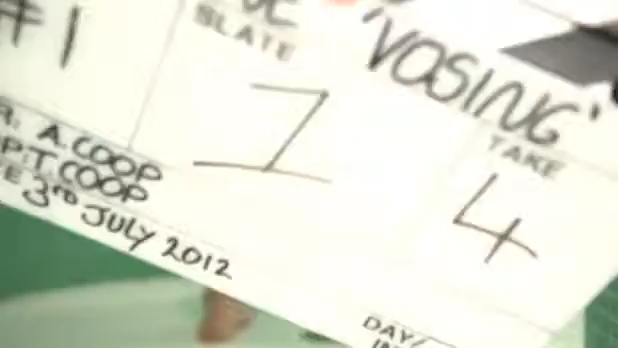 'VOSING'
SLATE
#1
1
TAKE
4
A. COOP
T. COOP
3RD JULY 2012
DAY/